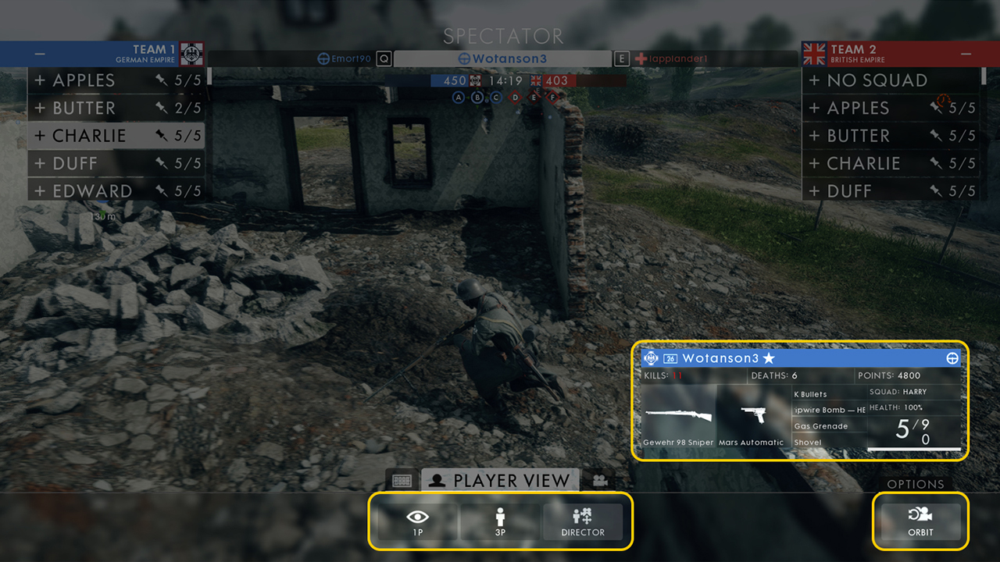 SPECTATOR
TEAM 1
GERMAN EMPIRE
Emort90 Q Wotanson3 E lapplander1
TEAM 2
BRITISH EMPIRE
450 14:19 403
A B C D E F
+ APPLES 5/5
+ BUTTER 2/5
+ CHARLIE 5/5
+ DUFF 5/5
+ EDWARD 5/5
130 m
+ NO SQUAD
+ APPLES 5/5
+ BUTTER 5/5
+ CHARLIE 5/5
+ DUFF 5/5
26 Wotanson3
KILLS: 11 DEATHS: 6 POINTS: 4800
K Bullets
ipwire Bomb — HE
Gas Grenade
Shovel
SQUAD: HARRY
HEALTH: 100%
5/9
0
Gewehr 98 Sniper Mars Automatic
PLAYER VIEW
1P 3P DIRECTOR
OPTIONS
ORBIT